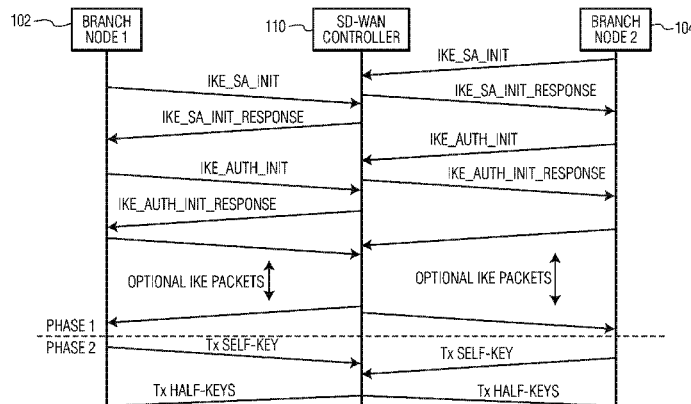 102
BRANCH
NODE 1
110
SD-WAN
CONTROLLER
BRANCH
NODE 2
104
IKE_SA_INIT
IKE_SA_INIT
IKE_SA_INIT_RESPONSE
IKE_SA_INIT_RESPONSE
IKE_AUTH_INIT
IKE_AUTH_INIT
IKE_AUTH_INIT_RESPONSE
IKE_AUTH_INIT_RESPONSE
OPTIONAL IKE PACKETS
OPTIONAL IKE PACKETS
PHASE 1
PHASE 2
Tx SELF-KEY
Tx SELF-KEY
Tx HALF-KEYS
Tx HALF-KEYS